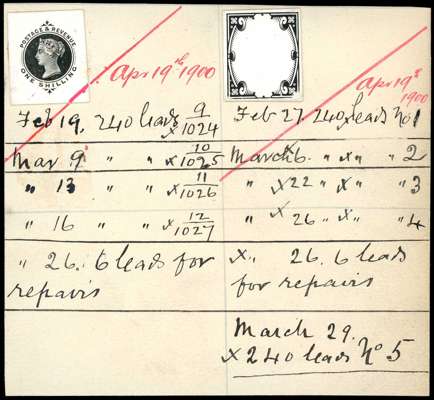 POSTAGE & REVENUE
ONE SHILLING
Apr 19th 1900
Feb 19. 240 leads 9
x 1024
Mar 9 " " 10
x 1025
" 13 " " 11
x 1026
" 16 " " 12
x 1027
" 26. 6 leads for
repairs
Apr 19th
1900
Feb 27. 240 x leads No 1
March x 6. " x " 2
" x 22 " x " 3
" x 26 " x " 4
x " 26. 6 leads
for repairs
March 29.
x 240 leads No 5